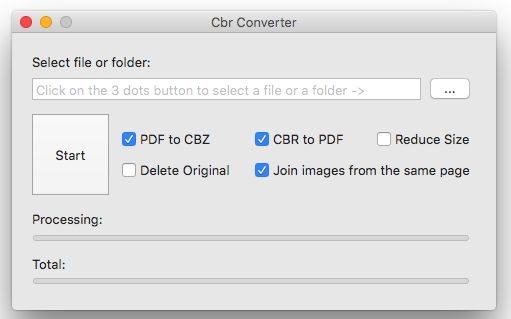 Cbr Converter
Select file or folder:
Click on the 3 dots button to select a file or a folder ->
...
Start
PDF to CBZ
CBR to PDF
Reduce Size
Delete Original
Join images from the same page
Processing:
Total: